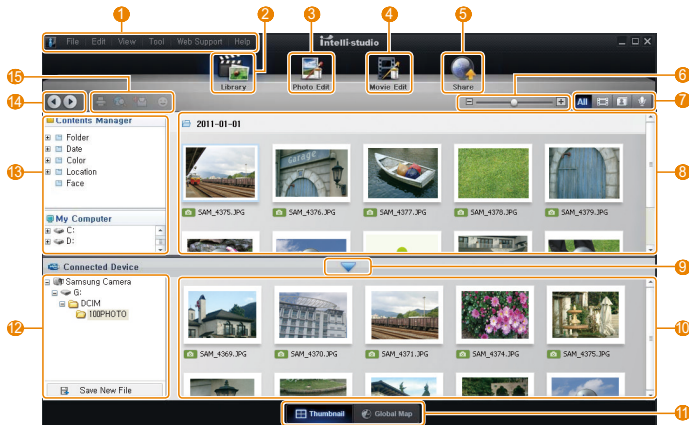 1 2 3 4 5
File Edit View Tool Web Support Help
Intelli-studio
Library Photo Edit Movie Edit Share
15
6
14
All
7
Contents Manager
2011-01-01
Folder
Date
Color
Location
Face
13
8
SAM_4375.JPG SAM_4376.JPG SAM_4377.JPG SAM_4378.JPG SAM_4379.JPG
My Computer
C:
D:
Connected Device
9
Samsung Camera
G:
DCIM
100PHOTO
12
10
SAM_4369.JPG SAM_4370.JPG SAM_4371.JPG SAM_4374.JPG SAM_4375.JPG
Save New File
Thumbnail Global Map
11